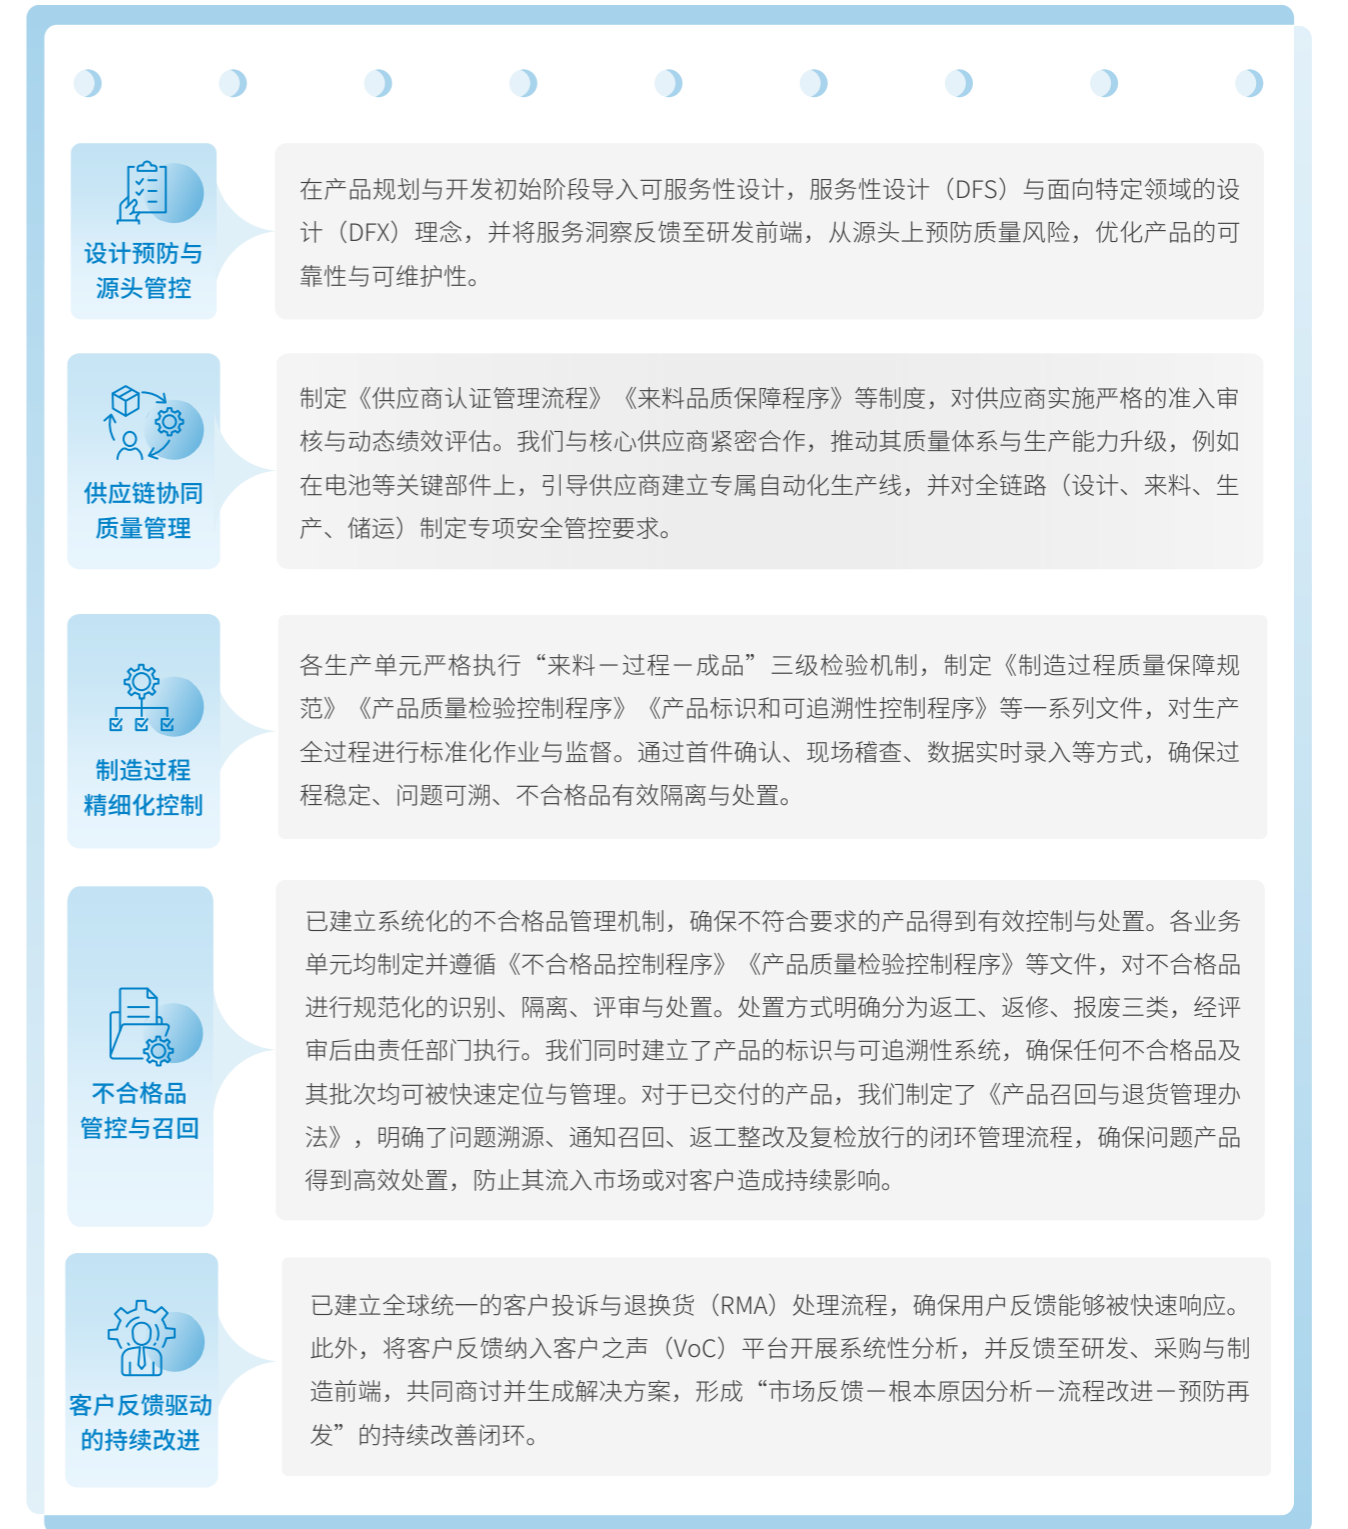 设计预防与
源头管控
在产品规划与开发初始阶段导入可服务性设计，服务性设计（DFS）与面向特定领域的设
计（DFX）理念，并将服务洞察反馈至研发前端，从源头上预防质量风险，优化产品的可
靠性与可维护性。
供应链协同
质量管理
制定《供应商认证管理流程》《来料品质保障程序》等制度，对供应商实施严格的准入审
核与动态绩效评估。我们与核心供应商紧密合作，推动其质量体系与生产能力升级，例如
在电池等关键部件上，引导供应商建立专属自动化生产线，并对全链路（设计、来料、生
产、储运）制定专项安全管控要求。
制造过程
精细化控制
各生产单元严格执行“来料－过程－成品”三级检验机制，制定《制造过程质量保障规
范》《产品质量检验控制程序》《产品标识和可追溯性控制程序》等一系列文件，对生产
全过程进行标准化作业与监督。通过首件确认、现场稽查、数据实时录入等方式，确保过
程稳定、问题可溯、不合格品有效隔离与处置。
不合格品
管控与召回
已建立系统化的不合格品管理机制，确保不符合要求的产品得到有效控制与处置。各业务
单元均制定并遵循《不合格品控制程序》《产品质量检验控制程序》等文件，对不合格品
进行规范化的识别、隔离、评审与处置。处置方式明确分为返工、返修、报废三类，经评
审后由责任部门执行。我们同时建立了产品的标识与可追溯性系统，确保任何不合格品及
其批次均可被快速定位与管理。对于已交付的产品，我们制定了《产品召回与退货管理办
法》，明确了问题溯源、通知召回、返工整改及复检放行的闭环管理流程，确保问题产品
得到高效处置，防止其流入市场或对客户造成持续影响。
客户反馈驱动
的持续改进
已建立全球统一的客户投诉与退换货（RMA）处理流程，确保用户反馈能够被快速响应。
此外，将客户反馈纳入客户之声（VoC）平台开展系统性分析，并反馈至研发、采购与制
造前端，共同商讨并生成解决方案，形成“市场反馈－根本原因分析－流程改进－预防再
发”的持续改善闭环。